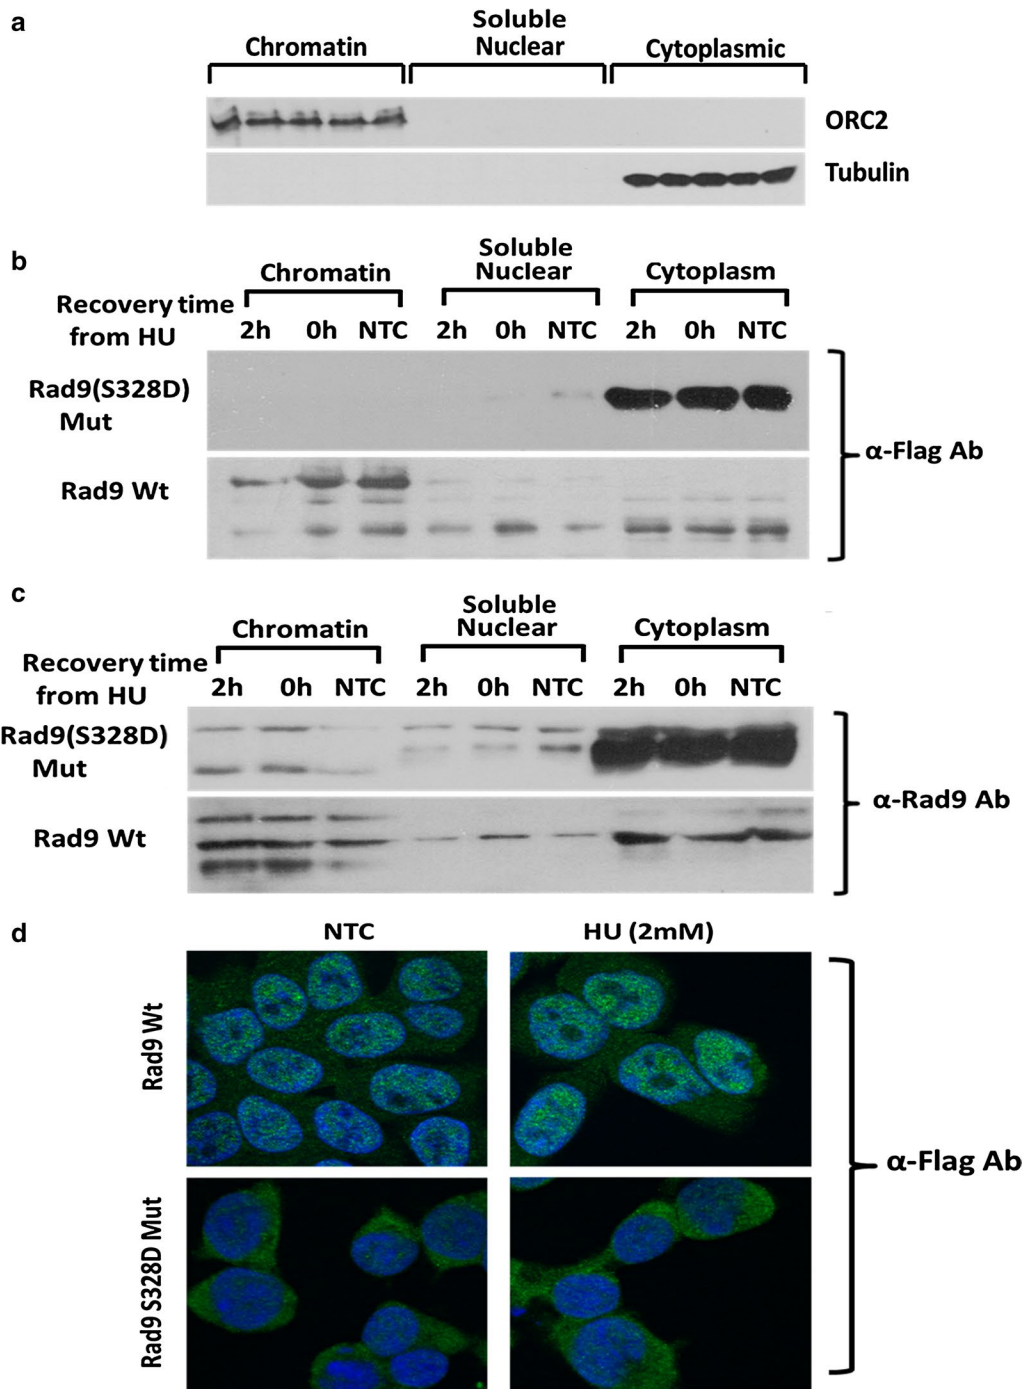 a
Chromatin
Soluble
Nuclear
Cytoplasmic
ORC2
Tubulin
b
Recovery time
from HU
Chromatin
Soluble
Nuclear
Cytoplasm
2h 0h NTC 2h 0h NTC 2h 0h NTC
Rad9(S328D)
Mut
Rad9 Wt
α-Flag Ab
c
Recovery time
from HU
Chromatin
Soluble
Nuclear
Cytoplasm
2h 0h NTC 2h 0h NTC 2h 0h NTC
Rad9(S328D)
Mut
Rad9 Wt
α-Rad9 Ab
d
NTC
HU (2mM)
Rad9 Wt
Rad9 S328D Mut
α-Flag Ab